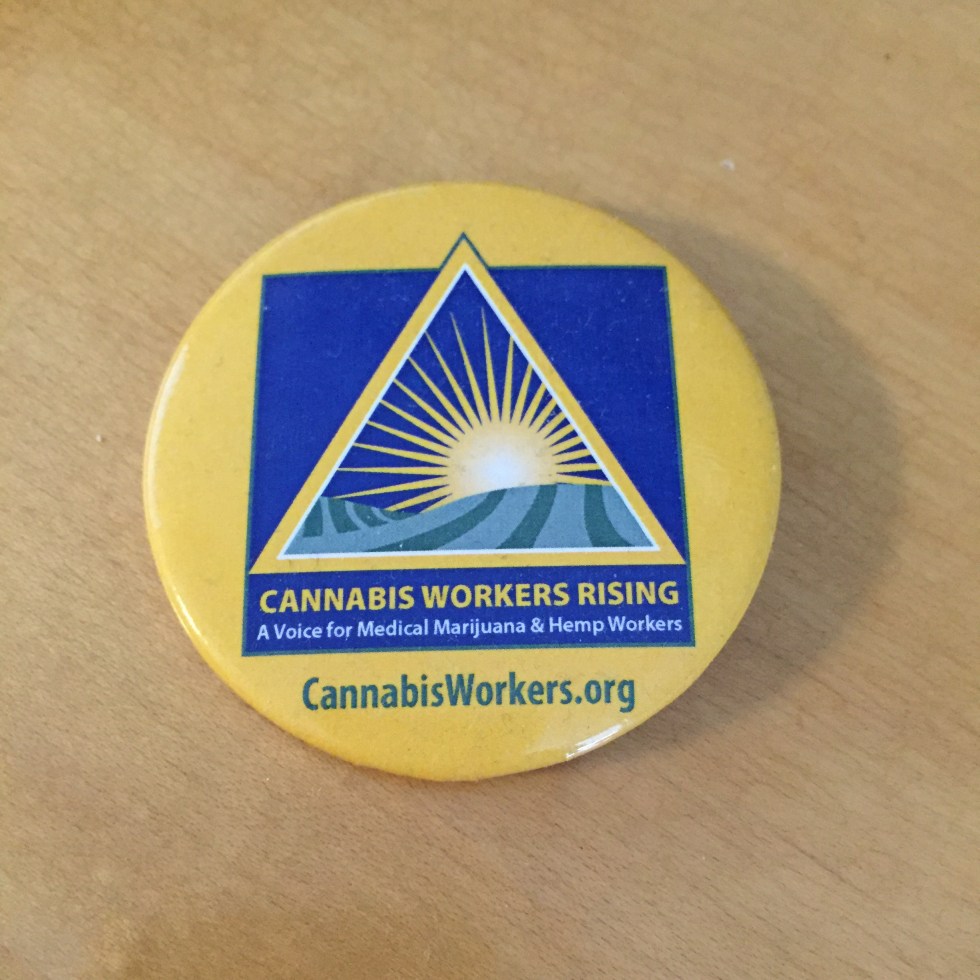 CANNABIS WORKERS RISING
A Voice for Medical Marijuana & Hemp Workers
CannabisWorkers.org